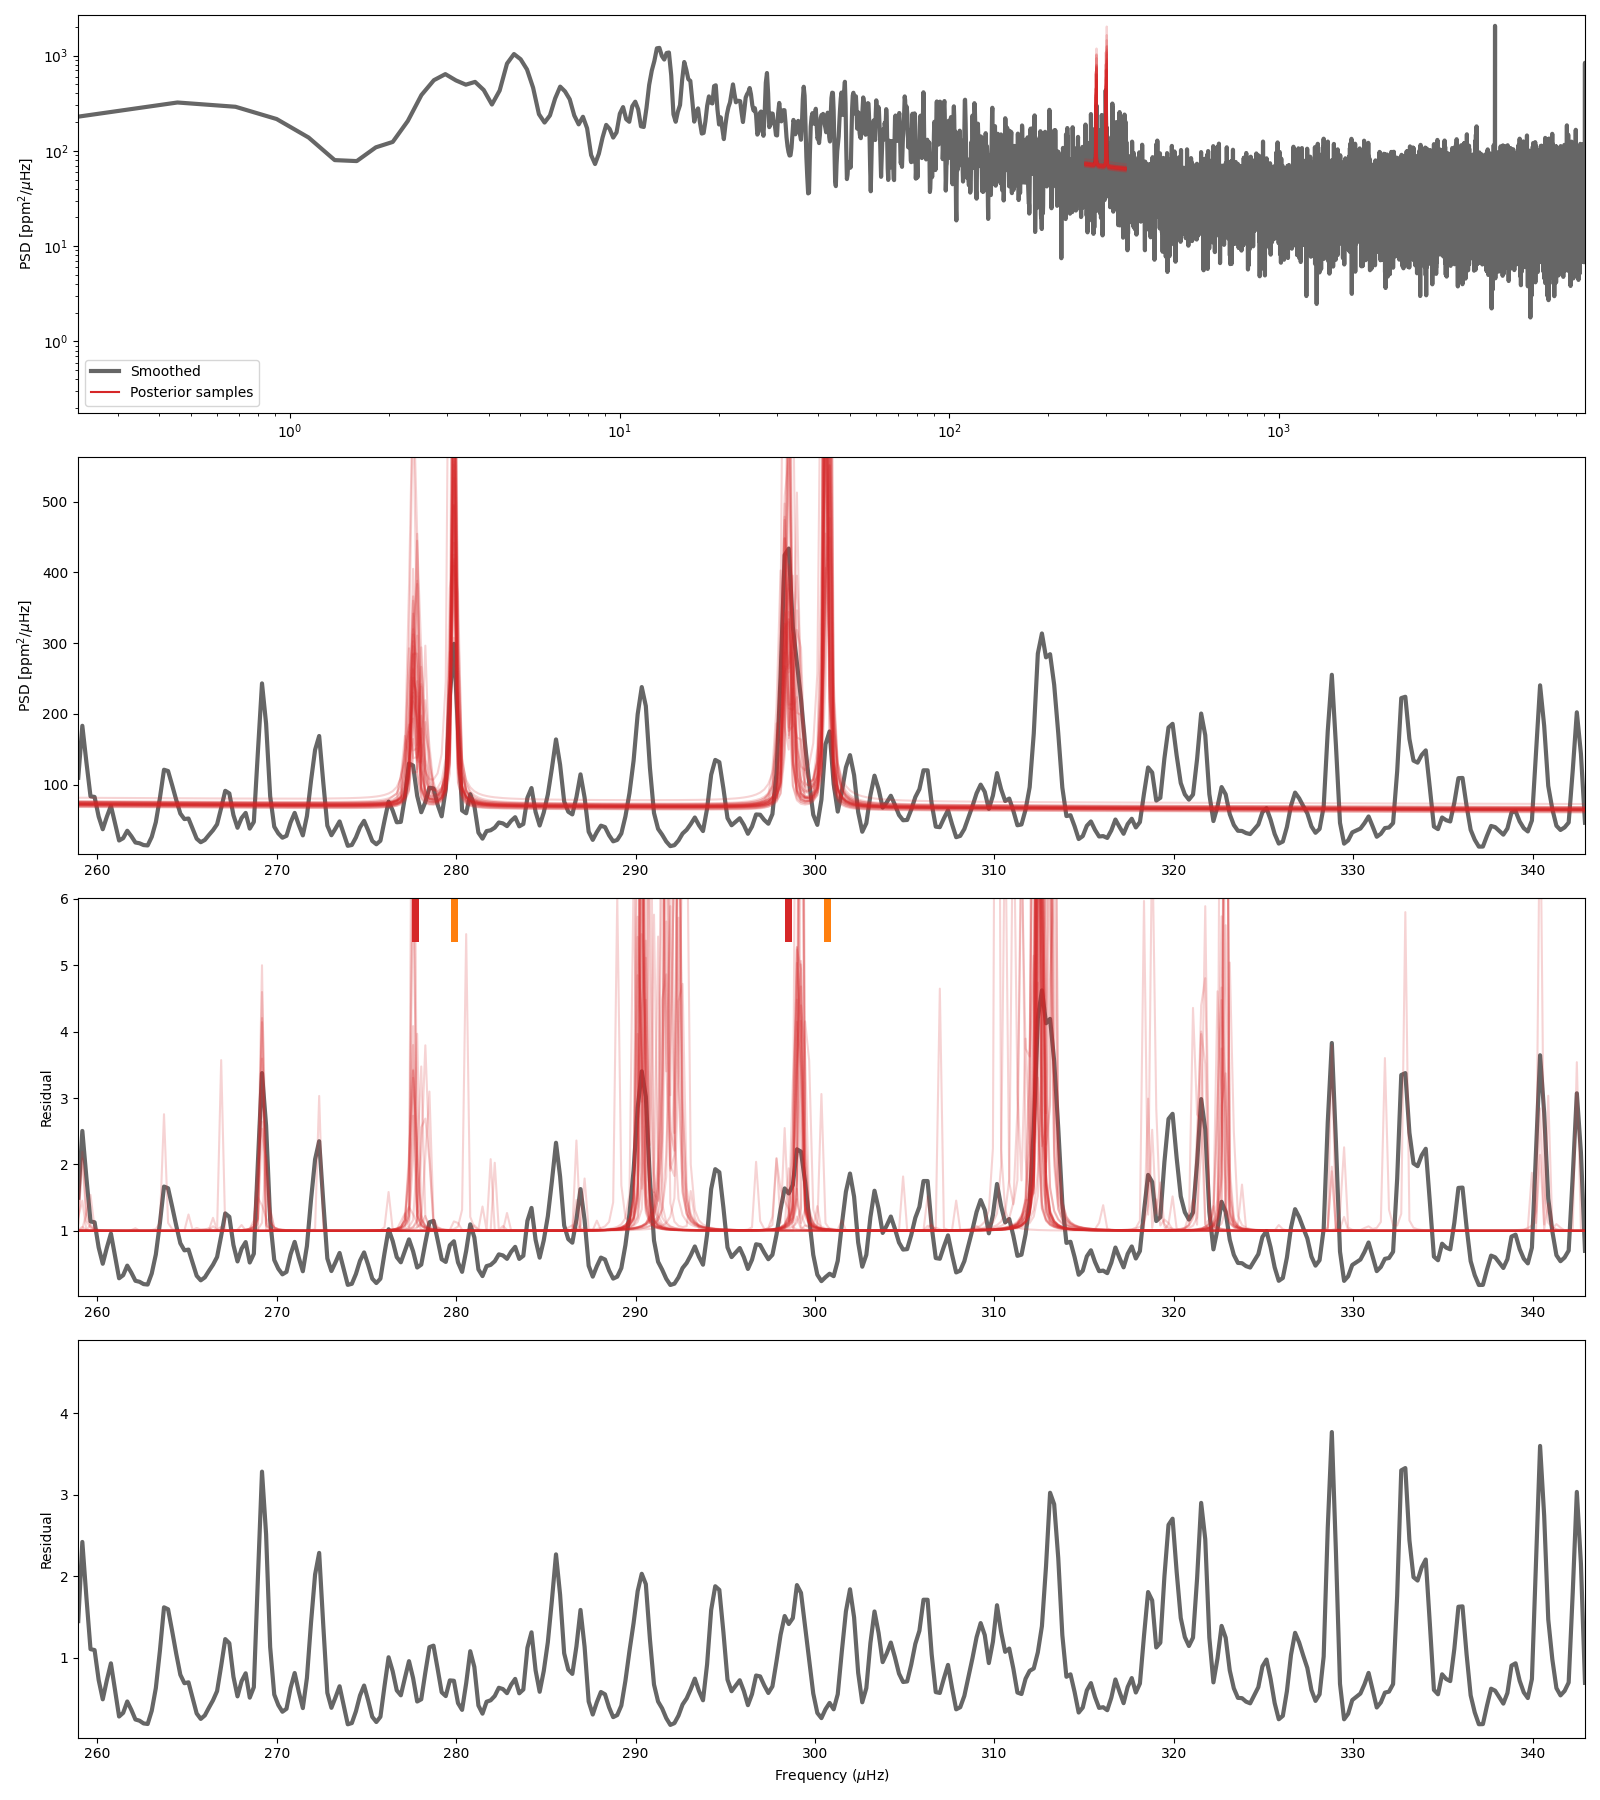 PSD [ppm²/μHz]
10³
10²
10¹
10⁰
Smoothed
Posterior samples
10⁰ 10¹ 10² 10³
PSD [ppm²/μHz]
500
400
300
200
100
260 270 280 290 300 310 320 330 340
Residual
6
5
4
3
2
1
260 270 280 290 300 310 320 330 340
Residual
4
3
2
1
260 270 280 290 300 310 320 330 340
Frequency (μHz)